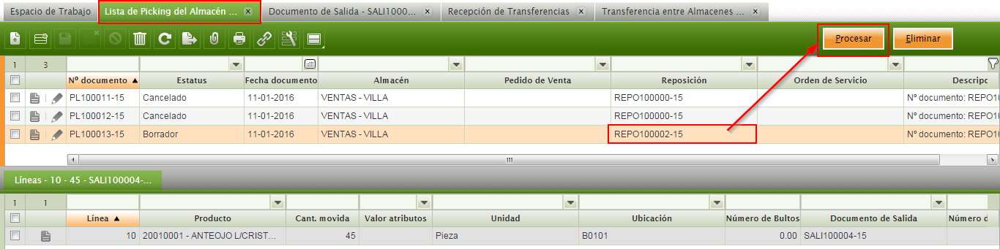 Espacio de Trabajo Lista de Picking del Almacén ... Documento de Salida - SALI1000... Recepción de Transferencias Transferencia entre Almacenes ...
Procesar Eliminar
1 3
Nº documento Estatus Fecha documento Almacén Pedido de Venta Reposición Orden de Servicio Descripc
PL100011-15 Cancelado 11-01-2016 VENTAS - VILLA REPO100000-15 Nº documento: REPO10
PL100012-15 Cancelado 11-01-2016 VENTAS - VILLA REPO100000-15 Nº documento: REPO10
PL100013-15 Borrador 11-01-2016 VENTAS - VILLA REPO100002-15 Nº documento: REPO10
Líneas - 10 - 45 - SALI100004-...
1 1
Línea Producto Cant. movida Valor atributos Unidad Ubicación Número de Bultos Documento de Salida Número d
10 20010001 - ANTEOJO L/CRIST... 45 Pieza B0101 0.00 SALI100004-15